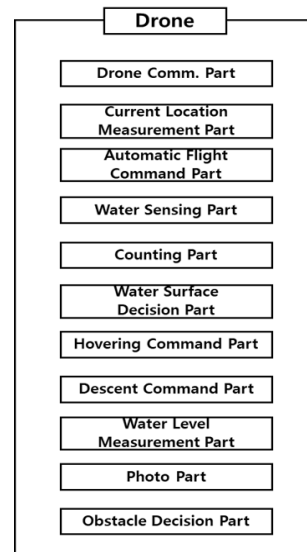 Drone
Drone Comm. Part
Current Location
Measurement Part
Automatic Flight
Command Part
Water Sensing Part
Counting Part
Water Surface
Decision Part
Hovering Command Part
Descent Command Part
Water Level
Measurement Part
Photo Part
Obstacle Decision Part